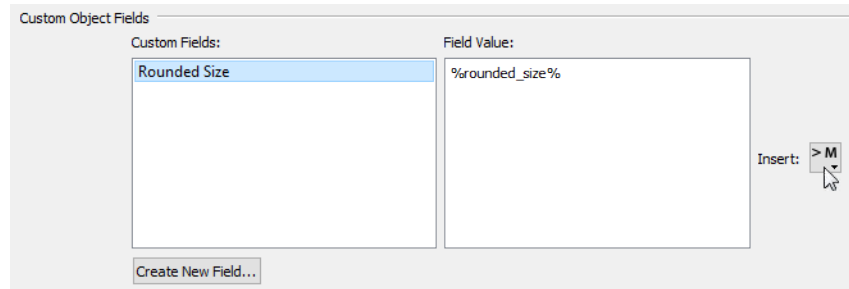 Custom Object Fields
Custom Fields:
Field Value:
Rounded Size
%rounded_size%
Insert:
> M
Create New Field...